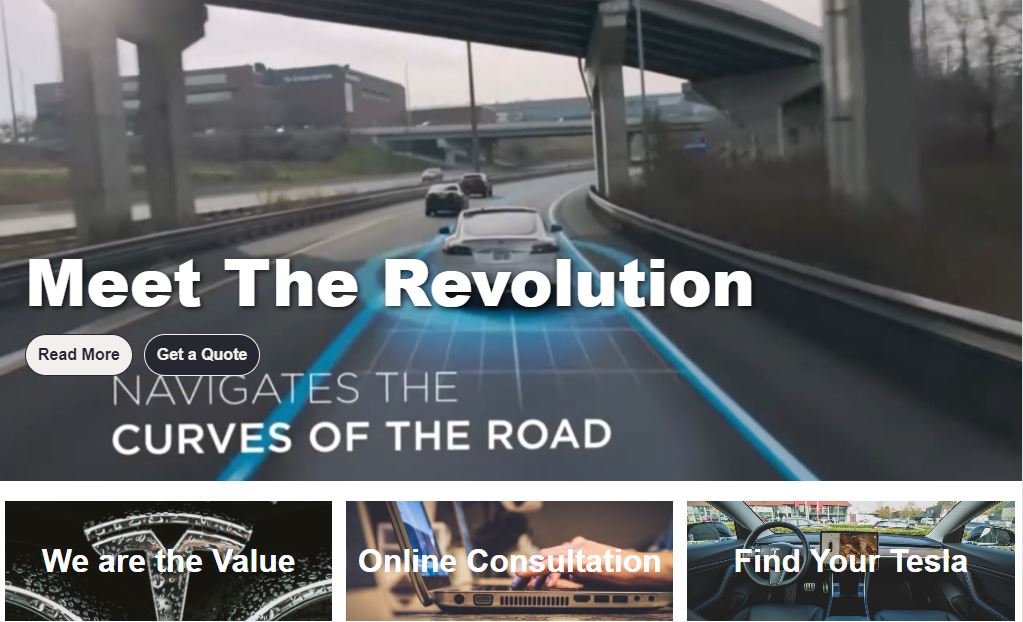 Meet The Revolution
Read More
Get a Quote
NAVIGATES THE
CURVES OF THE ROAD
We are the Value
Online Consultation
Find Your Tesla